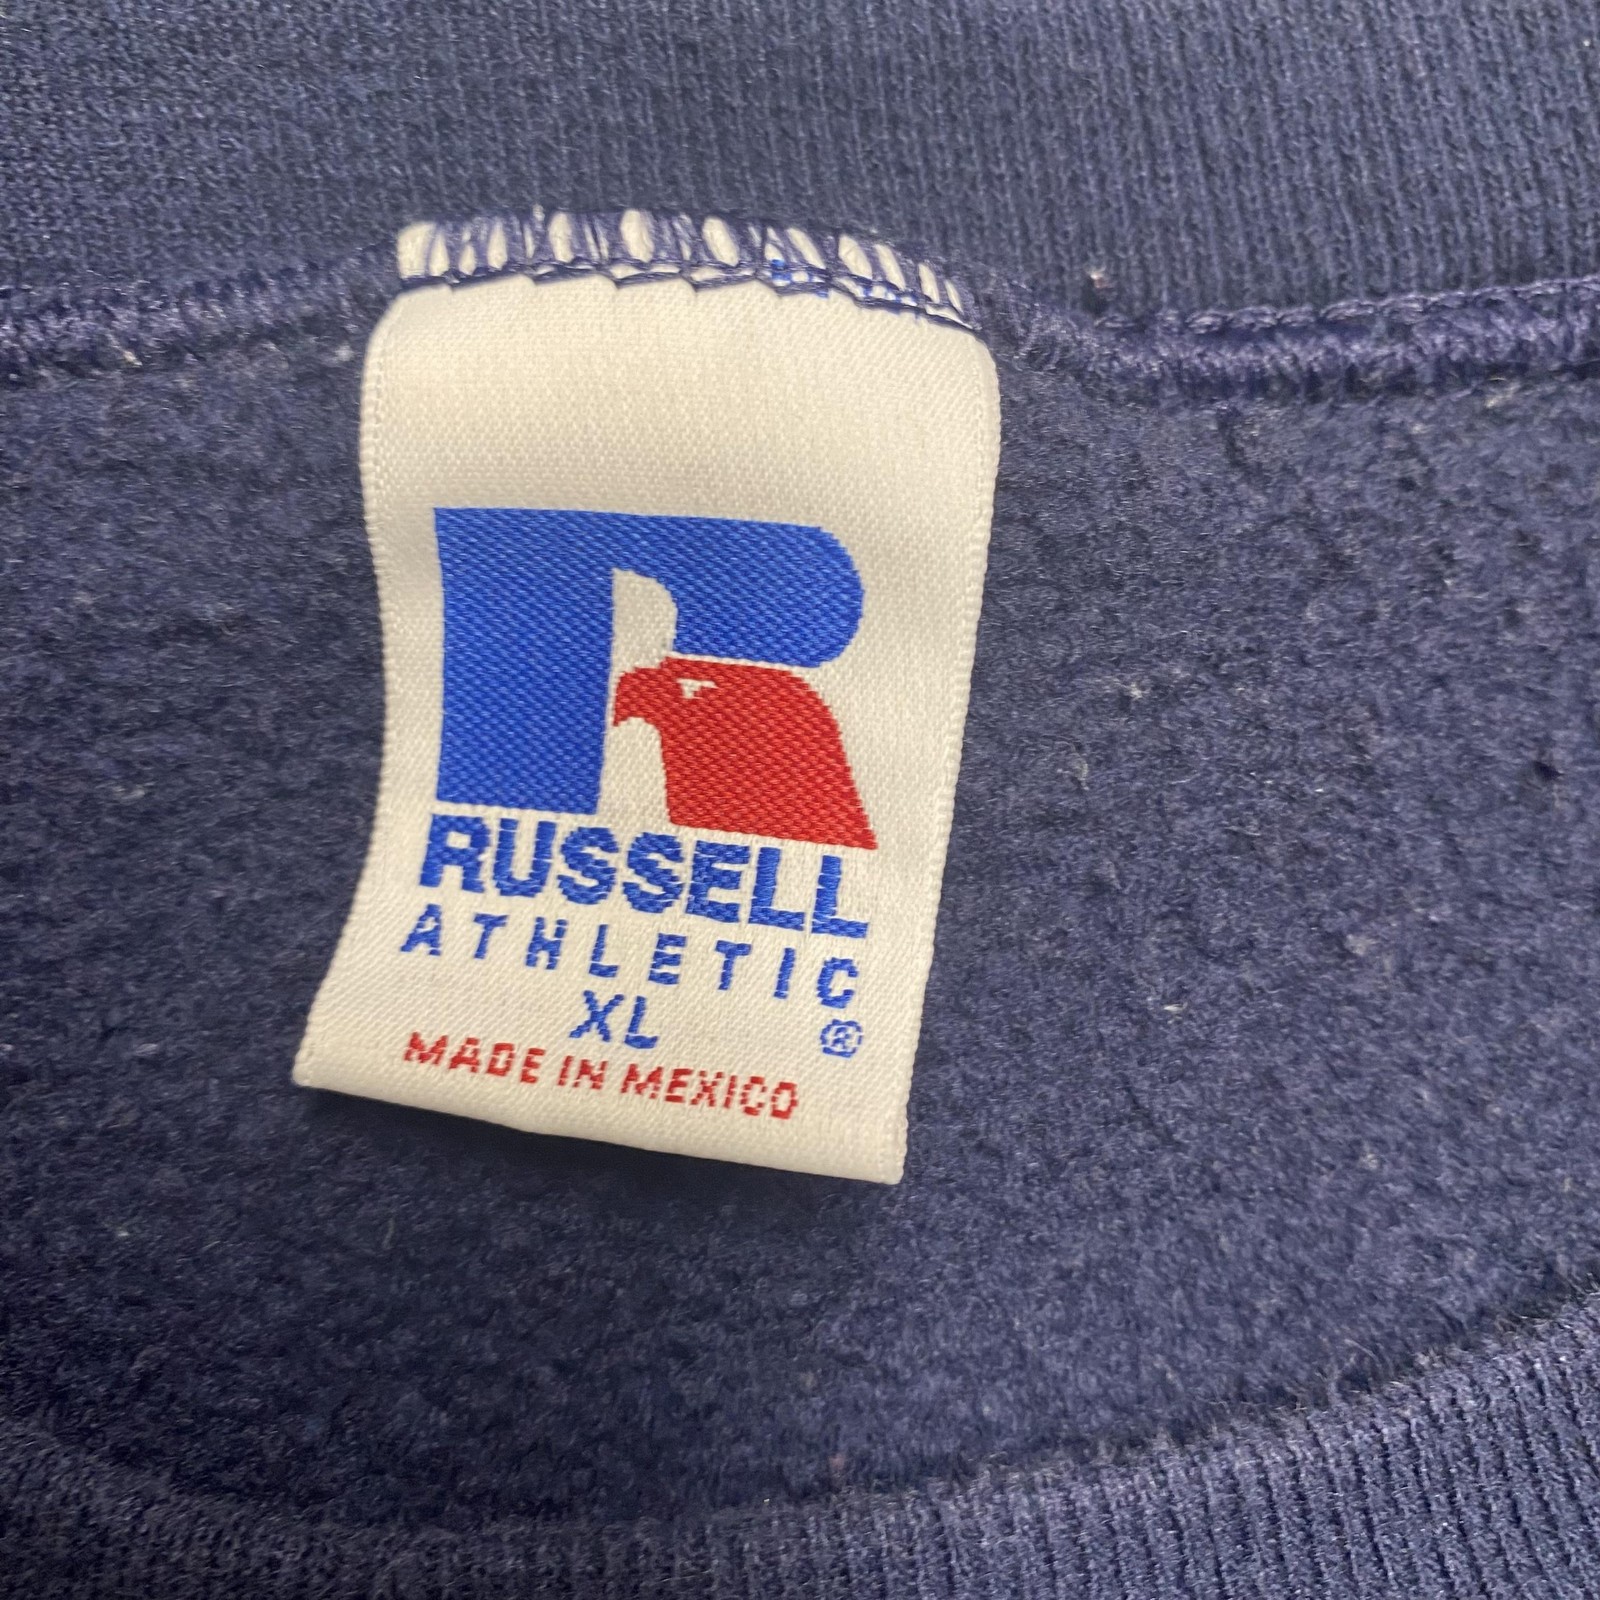 R
RUSSELL
ATHLETIC
XL ®
MADE IN MEXICO